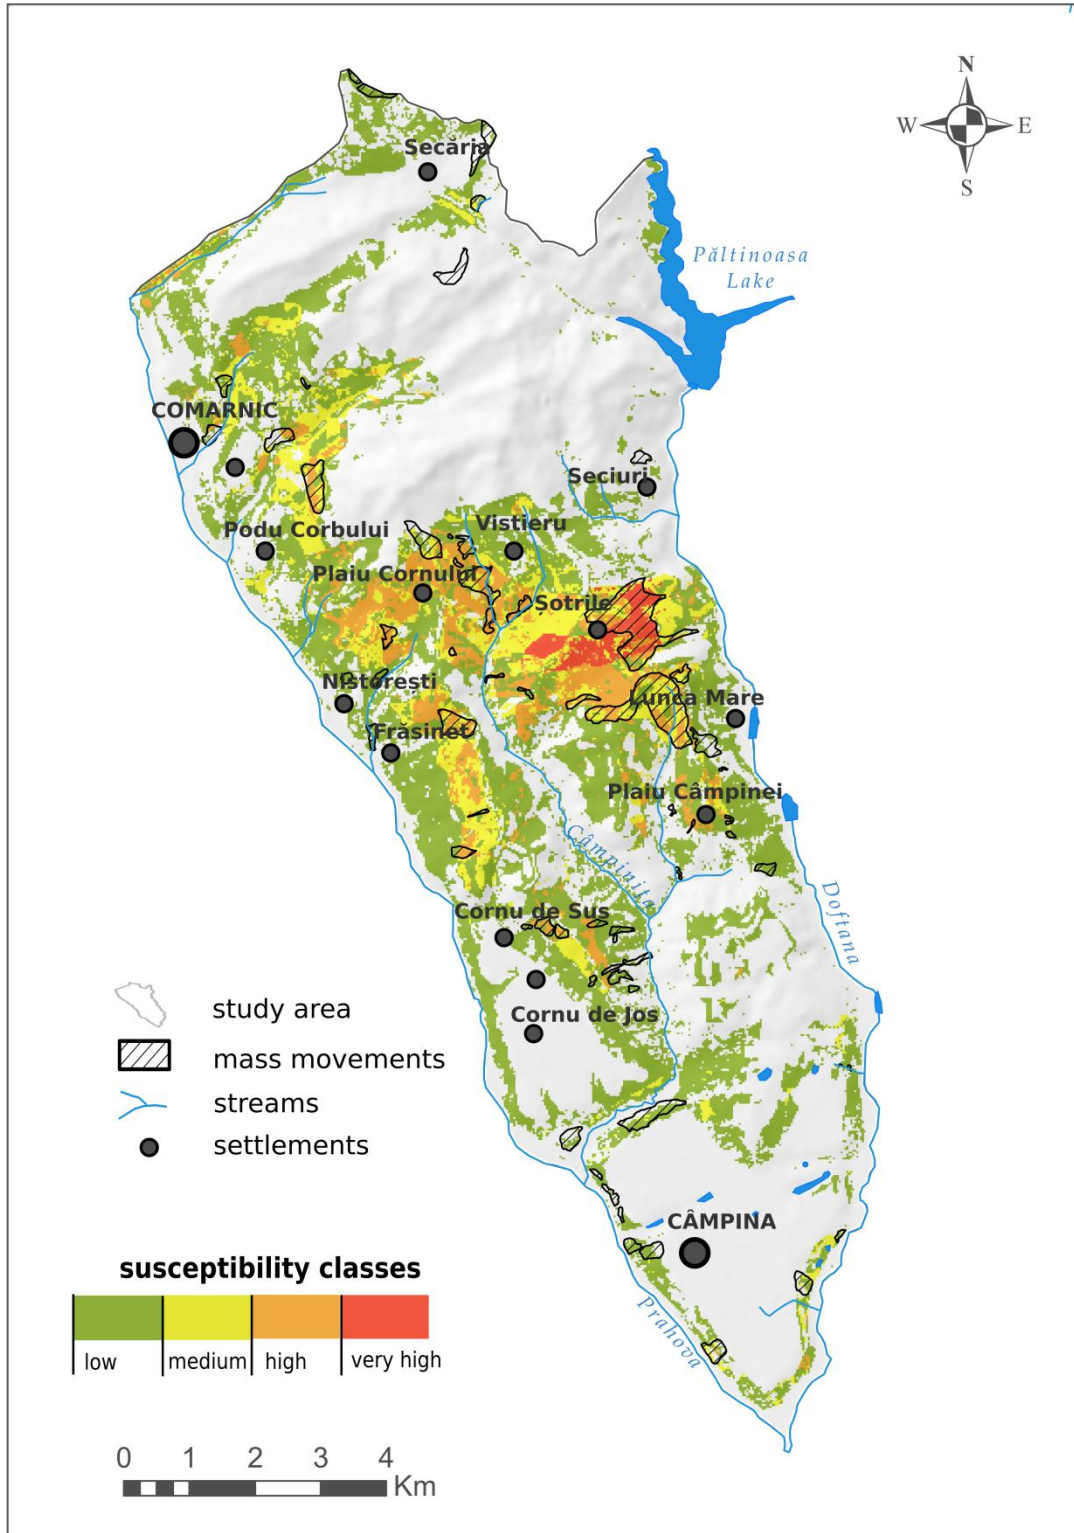 N
W
E
S
Secăria
Păltinoasa
Lake
COMARNIC
Seciuri
Podu Corbului
Vistieru
Plaiu Cornului
Șotrile
Nistorești
Lunca Mare
Frăsinet
Plaiu Câmpinei
Câmpinița
Doftana
Cornu de Sus
Cornu de Jos
study area
mass movements
streams
settlements
CÂMPINA
Prahova
susceptibility classes
low
medium
high
very high
0 1 2 3 4
Km